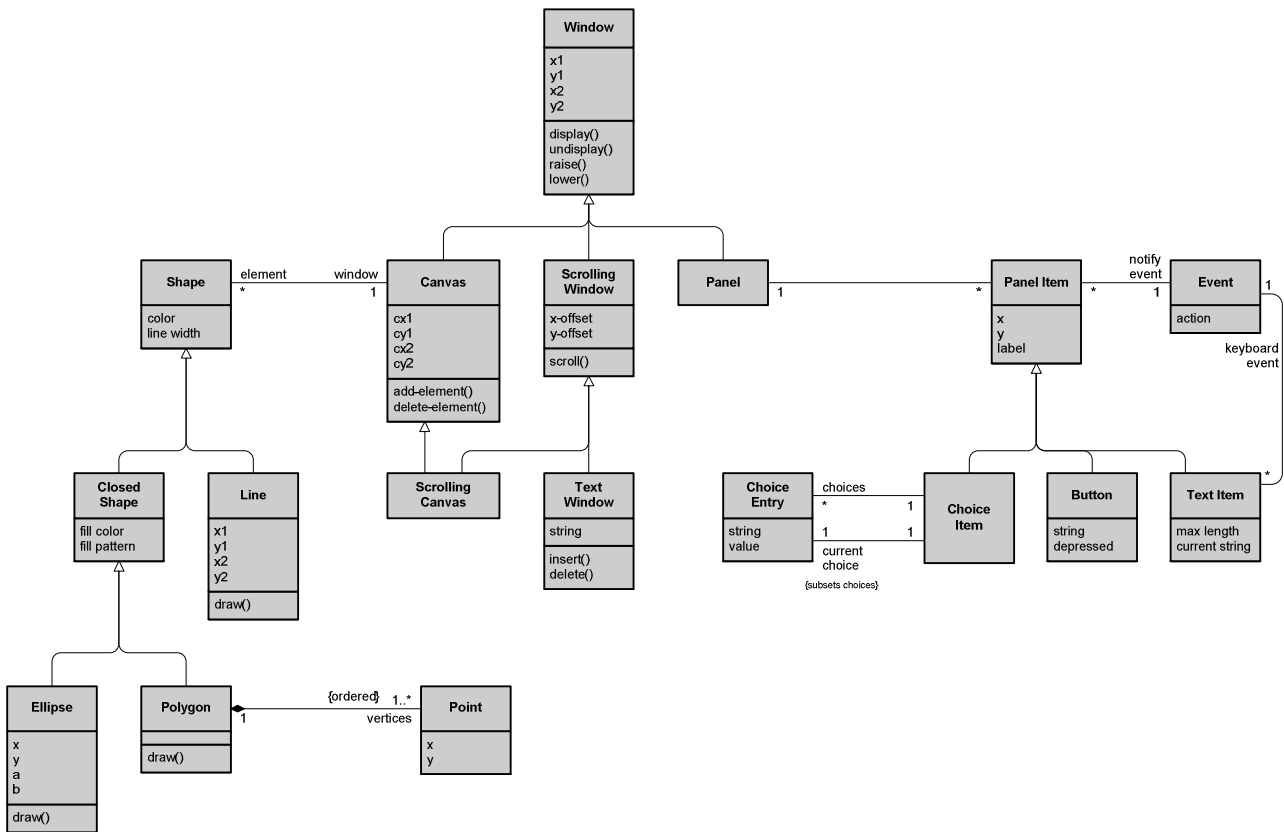 Window
x1
y1
x2
y2
display()
undisplay()
raise()
lower()
Shape
color
line width
element
*
window
1
Canvas
cx1
cy1
cx2
cy2
add-element()
delete-element()
Scrolling
Window
x-offset
y-offset
scroll()
Panel
1
*
Panel Item
x
y
label
*
notify
event
1
Event
action
1
keyboard
event
*
Closed
Shape
fill color
fill pattern
Line
x1
y1
x2
y2
draw()
Scrolling
Canvas
Text
Window
string
insert()
delete()
Choice
Entry
string
value
choices
*
1
1
1
current
choice
{subsets choices}
Choice
Item
Button
string
depressed
Text Item
max length
current string
Ellipse
x
y
a
b
draw()
Polygon
draw()
1
{ordered}
1..*
vertices
Point
x
y